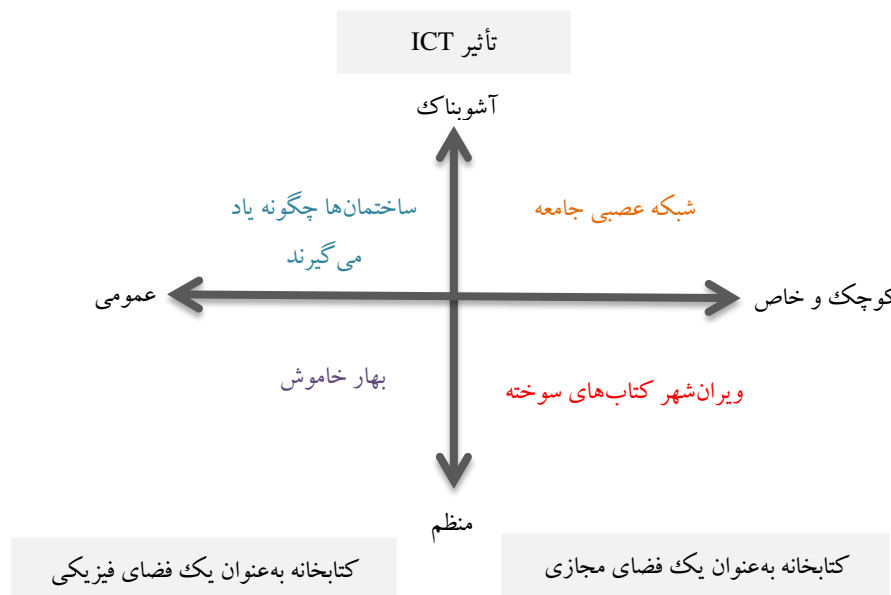 تأثیر ICT
آشوبناک
شبکه عصبی جامعه
ساختمان‌ها چگونه یاد
می‌گیرند
کوچک و خاص
عمومی
بهار خاموش
ویران‌شهر کتاب‌های سوخته
منظم
کتابخانه به‌عنوان یک فضای مجازی
کتابخانه به‌عنوان یک فضای فیزیکی